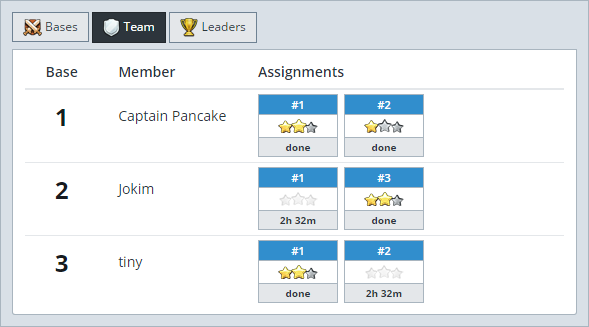 Bases Team Leaders
Base Member Assignments
1 Captain Pancake #1 #2
done done
2 Jokim #1 #3
2h 32m done
3 tiny #1 #2
done 2h 32m